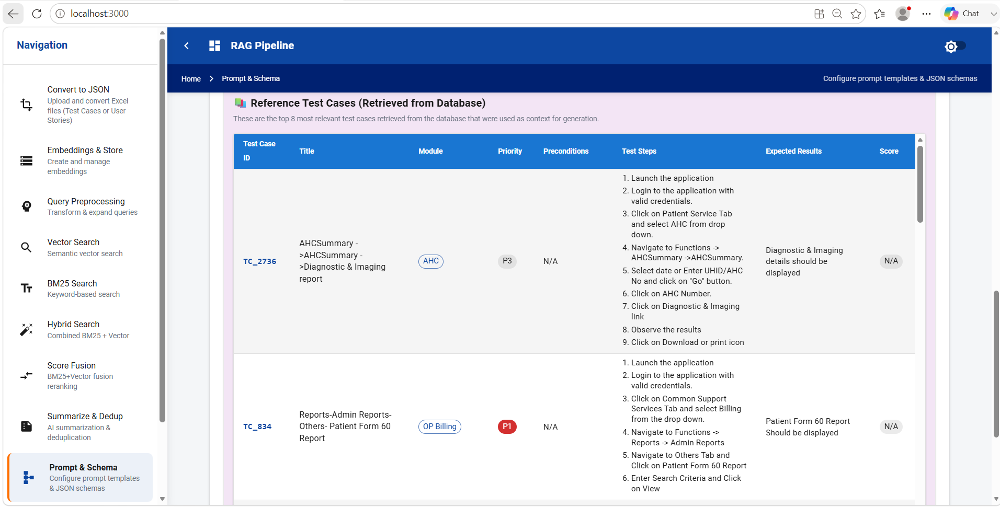 localhost:3000
Chat
Navigation
Convert to JSON
Upload and convert Excel
files (Test Cases or User
Stories)
Embeddings & Store
Create and manage
embeddings
Query Preprocessing
Transform & expand queries
Vector Search
Semantic vector search
BM25 Search
Keyword-based search
Hybrid Search
Combined BM25 + Vector
Score Fusion
BM25+Vector fusion
reranking
Summarize & Dedup
AI summarization &
deduplication
Prompt & Schema
Configure prompt templates
& JSON schemas
RAG Pipeline
Home
Prompt & Schema
Configure prompt templates & JSON schemas
Reference Test Cases (Retrieved from Database)
These are the top 8 most relevant test cases retrieved from the database that were used as context for generation.
Test Case
ID
Title
Module
Priority
Preconditions
Test Steps
Expected Results
Score
TC_2736
AHCSummary -
>AHCSummary -
>Diagnostic & Imaging
report
AHC
P3
N/A
1. Launch the application
2. Login to the application with
valid credentials.
3. Click on Patient Service Tab
and select AHC from drop
down.
4. Navigate to Functions ->
AHCSummary ->AHCSummary.
5. Select date or Enter UHID/AHC
No and click on "Go" button.
6. Click on AHC Number.
7. Click on Diagnostic & Imaging
link
8. Observe the results
9. Click on Download or print icon
Diagnostic & Imaging
details should be
displayed
N/A
TC_834
Reports-Admin Reports-
Others- Patient Form 60
Report
OP Billing
P1
N/A
1. Launch the application
2. Login to the application with
valid credentials.
3. Click on Common Support
Services Tab and select Billing
from the drop down.
4. Navigate to Functions ->
Reports -> Admin Reports
5. Navigate to Others Tab and
Click on Patient Form 60 Report
6. Enter Search Criteria and Click
on View
Patient Form 60 Report
Should be displayed
N/A